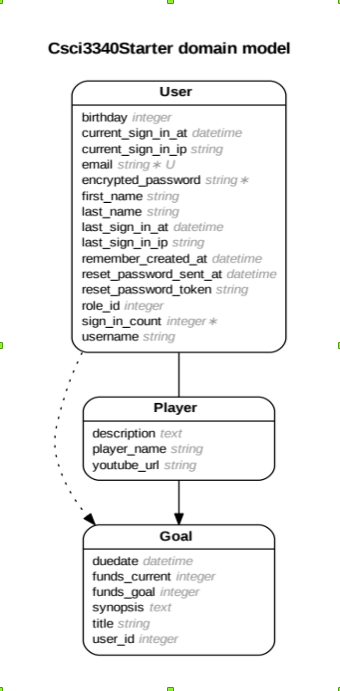 Csci3340Starter domain model
User
birthday integer
current_sign_in_at datetime
current_sign_in_ip string
email string ∗ U
encrypted_password string ∗
first_name string
last_name string
last_sign_in_at datetime
last_sign_in_ip string
remember_created_at datetime
reset_password_sent_at datetime
reset_password_token string
role_id integer
sign_in_count integer ∗
username string
Player
description text
player_name string
youtube_url string
Goal
duedate datetime
funds_current integer
funds_goal integer
synopsis text
title string
user_id integer